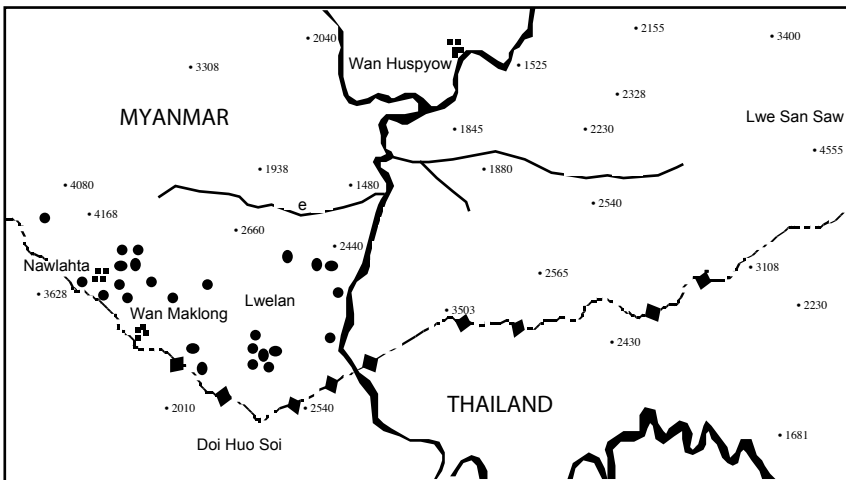 2155
2040
3400
Wan Huspyow
3308
1525
2328
MYANMAR
Lwe San Saw
1845
2230
4555
1938
1880
4080
1480
e
2540
4168
2660
2440
Nawlahta
2565
3108
3628
Lwelan
2230
Wan Maklong
3503
2430
2010
2540
THAILAND
1681
Doi Huo Soi